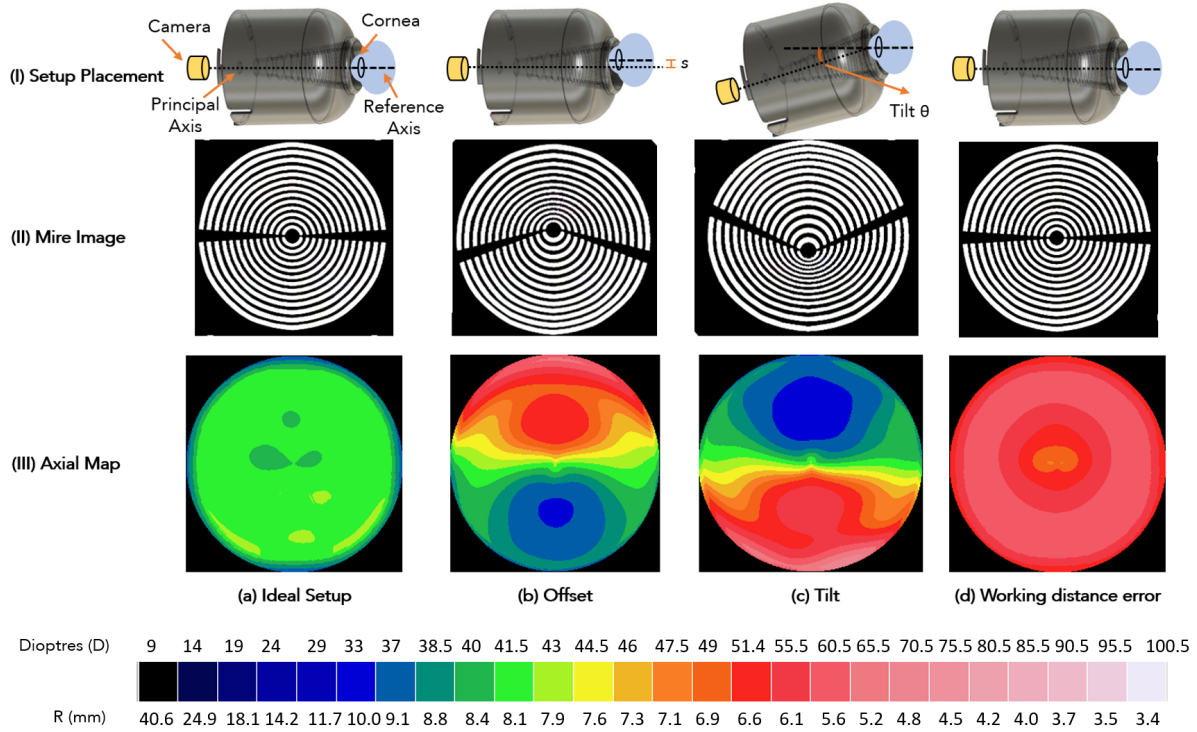 Camera
Cornea
(I) Setup Placement
Principal
Axis
Reference
Axis
s
Tilt θ
(II) Mire Image
(III) Axial Map
(a) Ideal Setup
(b) Offset
(c) Tilt
(d) Working distance error
Dioptres (D) 9 14 19 24 29 33 37 38.5 40 41.5 43 44.5 46 47.5 49 51.4 55.5 60.5 65.5 70.5 75.5 80.5 85.5 90.5 95.5 100.5
R (mm) 40.6 24.9 18.1 14.2 11.7 10.0 9.1 8.8 8.4 8.1 7.9 7.6 7.3 7.1 6.9 6.6 6.1 5.6 5.2 4.8 4.5 4.2 4.0 3.7 3.5 3.4